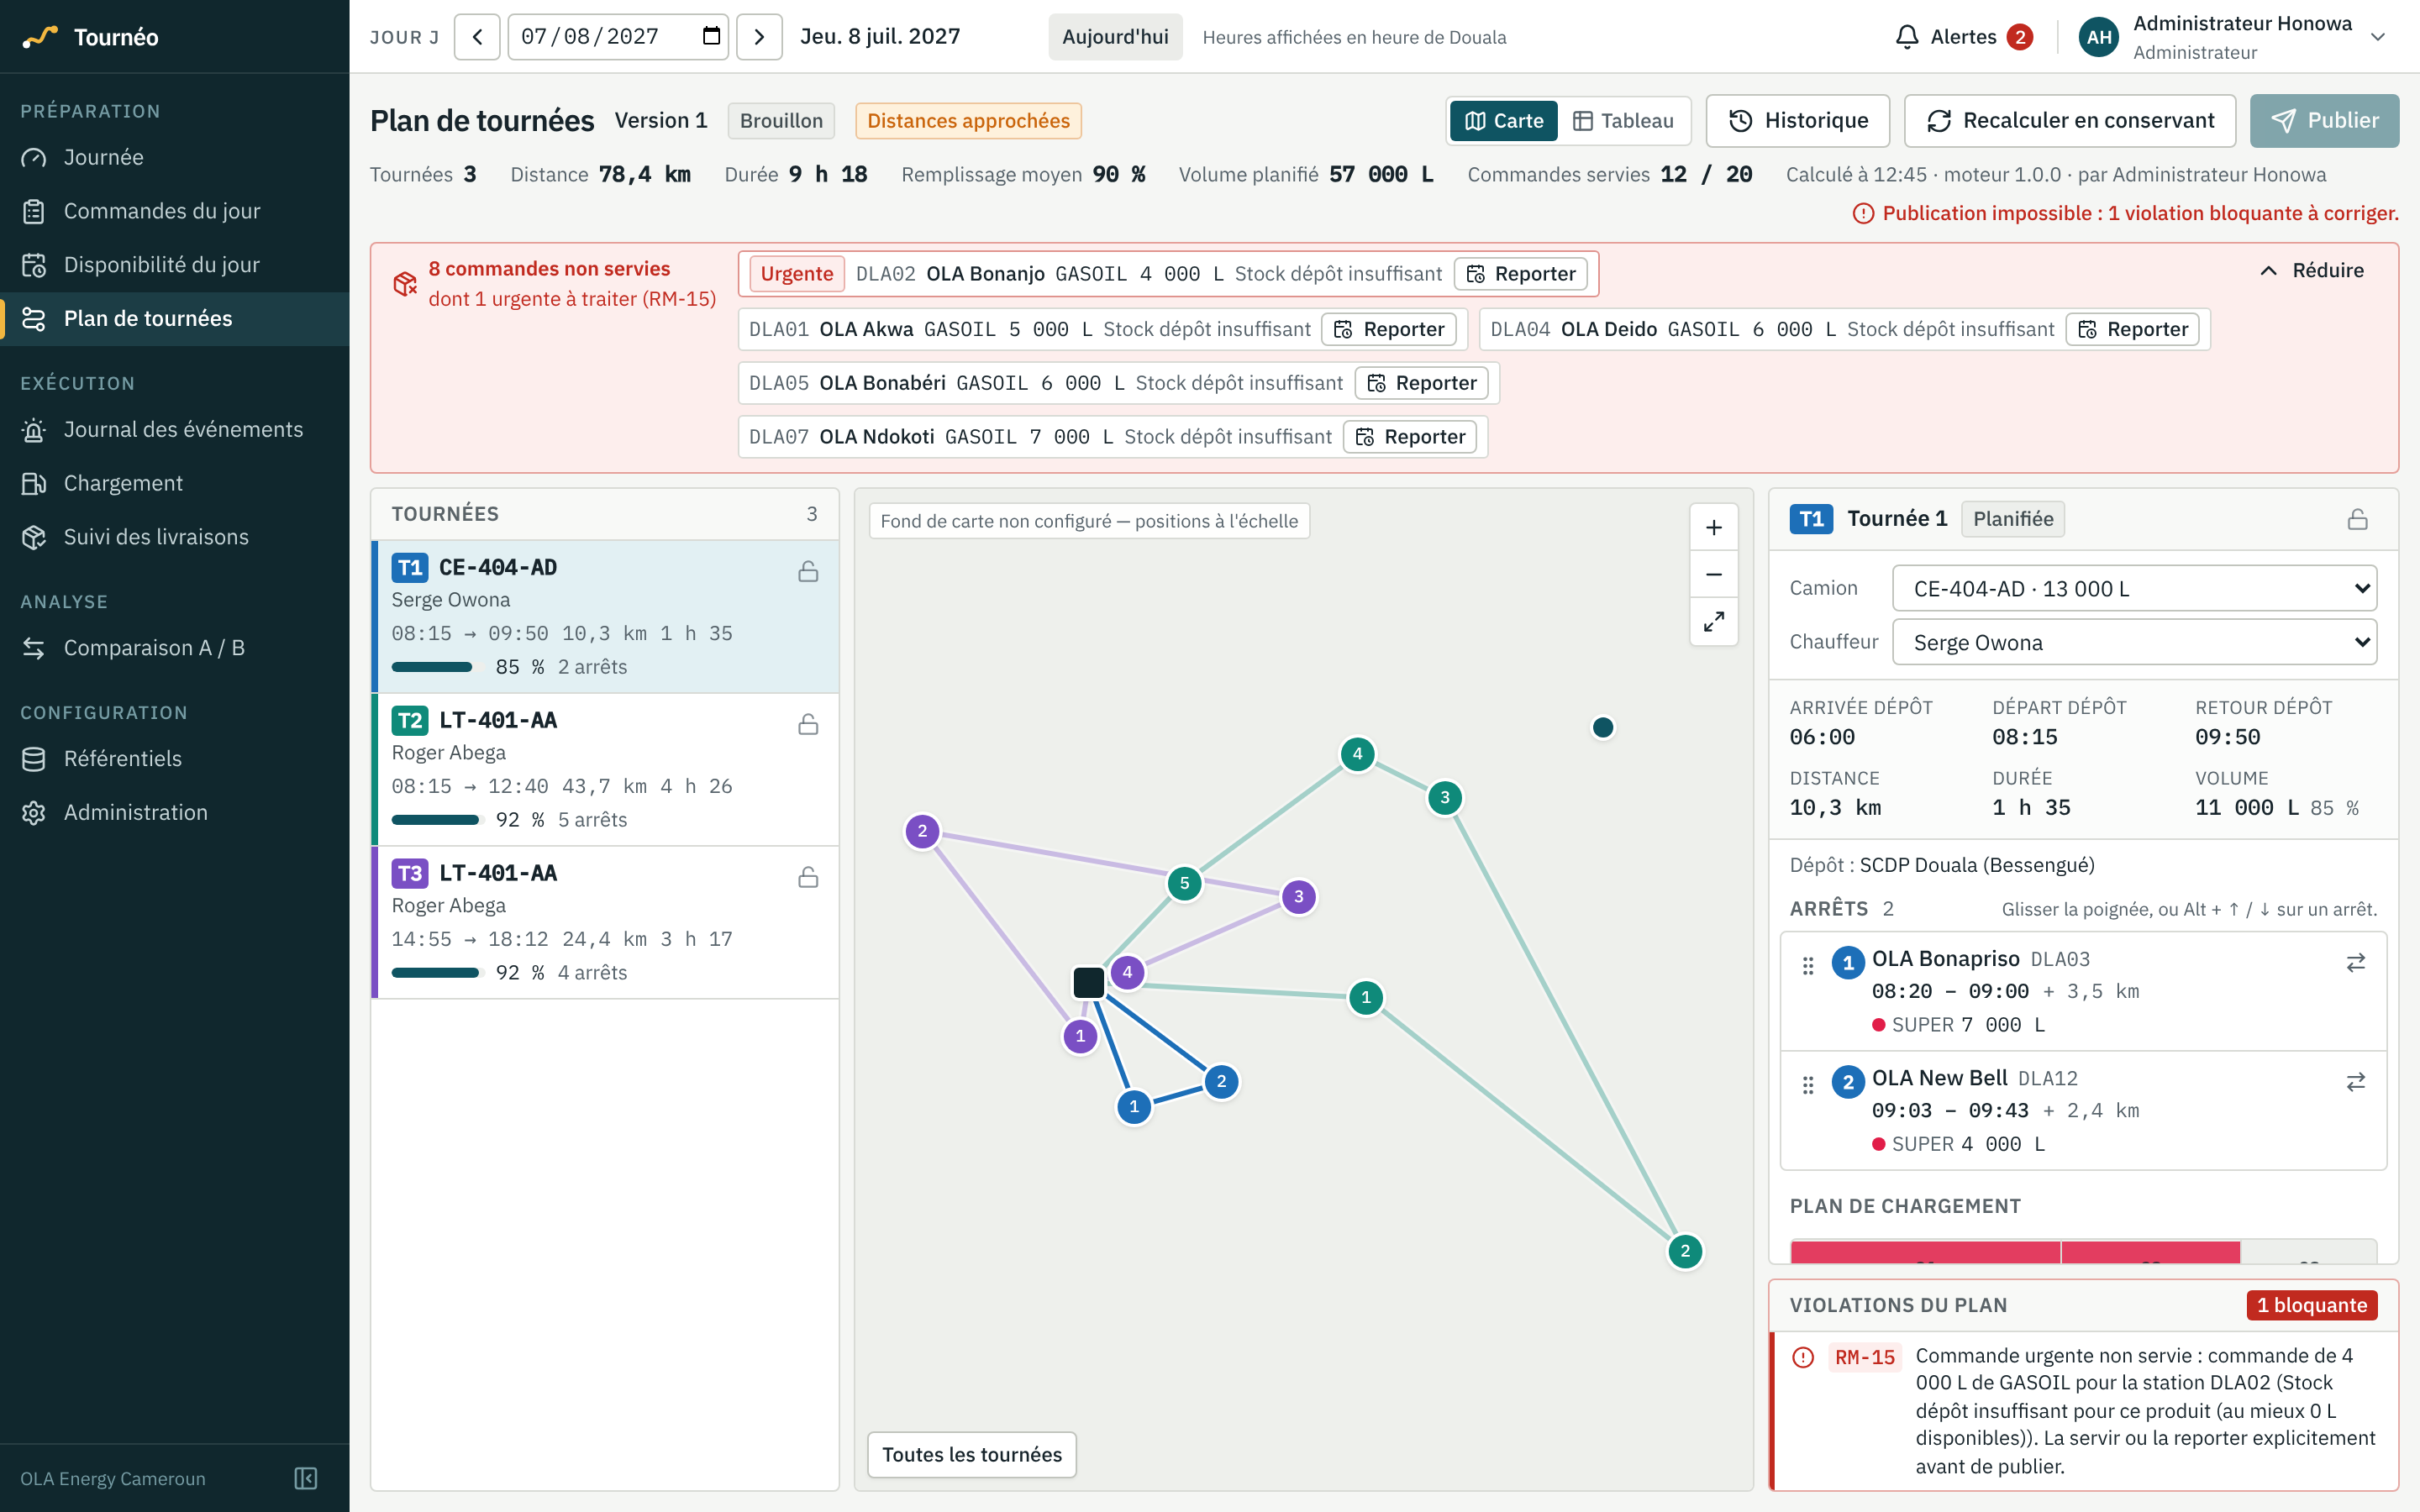 Tournéo
PRÉPARATION
Journée
Commandes du jour
Disponibilité du jour
Plan de tournées
EXÉCUTION
Journal des événements
Chargement
Suivi des livraisons
ANALYSE
Comparaison A / B
CONFIGURATION
Référentiels
Administration
OLA Energy Cameroun
JOUR J
07/08/2027
Jeu. 8 juil. 2027
Aujourd'hui
Heures affichées en heure de Douala
Alertes 2
AH
Administrateur Honowa
Administrateur
Plan de tournées Version 1 Brouillon Distances approchées
Carte
Tableau
Historique
Recalculer en conservant
Publier
Tournées 3 Distance 78,4 km Durée 9 h 18 Remplissage moyen 90 % Volume planifié 57 000 L Commandes servies 12 / 20 Calculé à 12:45 · moteur 1.0.0 · par Administrateur Honowa
Publication impossible : 1 violation bloquante à corriger.
8 commandes non servies
dont 1 urgente à traiter (RM-15)
Urgente DLA02 OLA Bonanjo GASOIL 4 000 L Stock dépôt insuffisant Reporter
Réduire
DLA01 OLA Akwa GASOIL 5 000 L Stock dépôt insuffisant Reporter
DLA04 OLA Deido GASOIL 6 000 L Stock dépôt insuffisant Reporter
DLA05 OLA Bonabéri GASOIL 6 000 L Stock dépôt insuffisant Reporter
DLA07 OLA Ndokoti GASOIL 7 000 L Stock dépôt insuffisant Reporter
TOURNÉES 3
T1 CE-404-AD
Serge Owona
08:15 → 09:50 10,3 km 1 h 35
85 % 2 arrêts
T2 LT-401-AA
Roger Abega
08:15 → 12:40 43,7 km 4 h 26
92 % 5 arrêts
T3 LT-401-AA
Roger Abega
14:55 → 18:12 24,4 km 3 h 17
92 % 4 arrêts
Fond de carte non configuré — positions à l'échelle
+
−
4
3
2
5
3
4
1
1
2
1
2
Toutes les tournées
T1 Tournée 1 Planifiée
Camion CE-404-AD · 13 000 L
Chauffeur Serge Owona
ARRIVÉE DÉPÔT DÉPART DÉPÔT RETOUR DÉPÔT
06:00 08:15 09:50
DISTANCE DURÉE VOLUME
10,3 km 1 h 35 11 000 L 85 %
Dépôt : SCDP Douala (Bessengué)
ARRÊTS 2 Glisser la poignée, ou Alt + ↑ / ↓ sur un arrêt.
1 OLA Bonapriso DLA03
08:20 – 09:00 + 3,5 km
SUPER 7 000 L
2 OLA New Bell DLA12
09:03 – 09:43 + 2,4 km
SUPER 4 000 L
PLAN DE CHARGEMENT
VIOLATIONS DU PLAN 1 bloquante
RM-15 Commande urgente non servie : commande de 4
000 L de GASOIL pour la station DLA02 (Stock
dépôt insuffisant pour ce produit (au mieux 0 L
disponibles)). La servir ou la reporter explicitement
avant de publier.